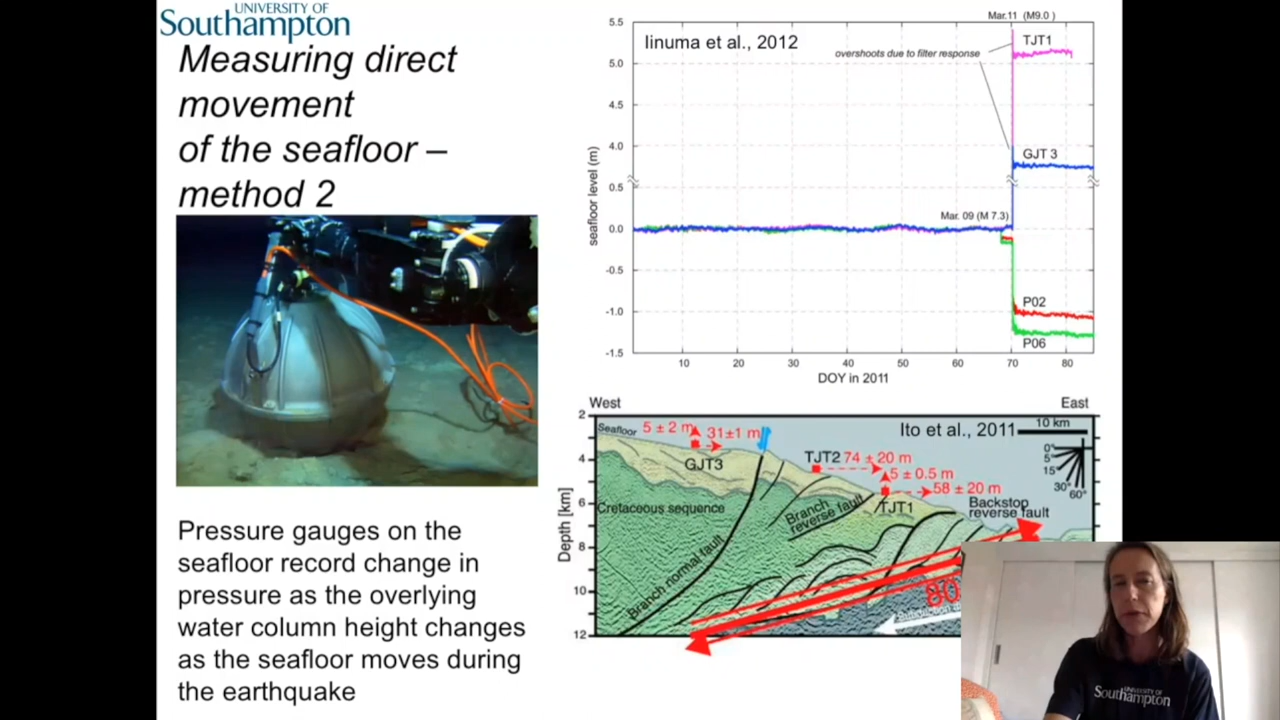 UNIVERSITY OF
Southampton
Measuring direct
movement
of the seafloor –
method 2
Pressure gauges on the
seafloor record change in
pressure as the overlying
water column height changes
as the seafloor moves during
the earthquake
Mar.11 (M9.0 )
Iinuma et al., 2012
TJT1
overshoots due to filter response
GJT 3
Mar. 09 (M 7.3)
P02
P06
seafloor level (m)
5.5
5.0
4.5
4.0
0.5
0.0
-0.5
-1.0
-1.5
10 20 30 40 50 60 70 80
DOY in 2011
West East
Ito et al., 2011
10 km
Seafloor 5 ± 2 m 31±1 m
GJT3
TJT2 74 ± 20 m
5 ± 0.5 m
58 ± 20 m
TJT1
0°
5°
15°
30°
60°
Cretaceous sequence
Branch
reverse fault
Backstop
reverse fault
Branch normal fault
80
Depth [km]
2
4
6
8
10
12
UNIVERSITY OF
Southampton